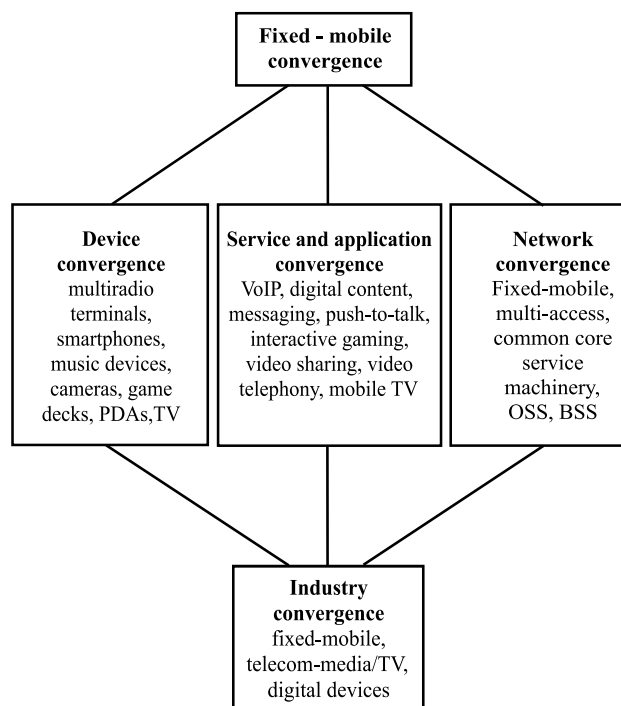 Fixed - mobile
convergence
Device
convergence
multiradio
terminals,
smartphones,
music devices,
cameras, game
decks, PDAs,TV
Service and application
convergence
VoIP, digital content,
messaging, push-to-talk,
interactive gaming,
video sharing, video
telephony, mobile TV
Network
convergence
Fixed-mobile,
multi-access,
common core
service
machinery,
OSS, BSS
Industry
convergence
fixed-mobile,
telecom-media/TV,
digital devices